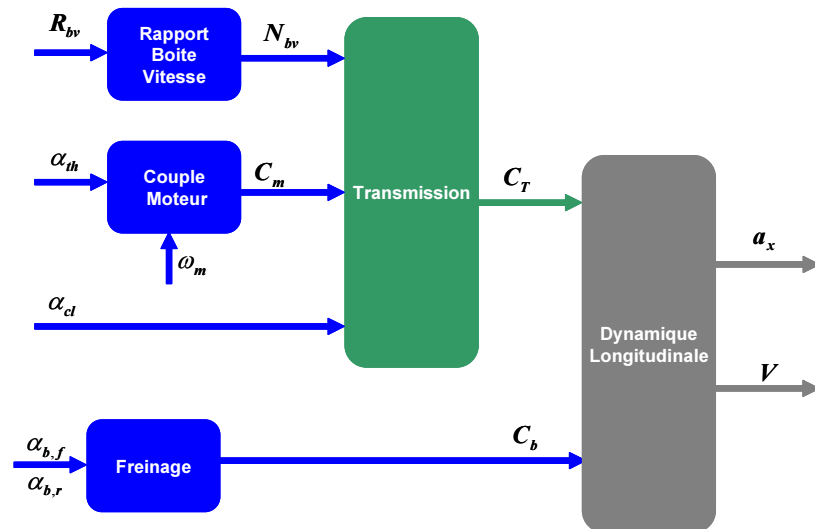 R_bv
Rapport
Boite
Vitesse
N_bv
α_th
Couple
Moteur
C_m
ω_m
α_cl
Transmission
C_T
α_b,f
α_b,r
Freinage
C_b
Dynamique
Longitudinale
a_x
V